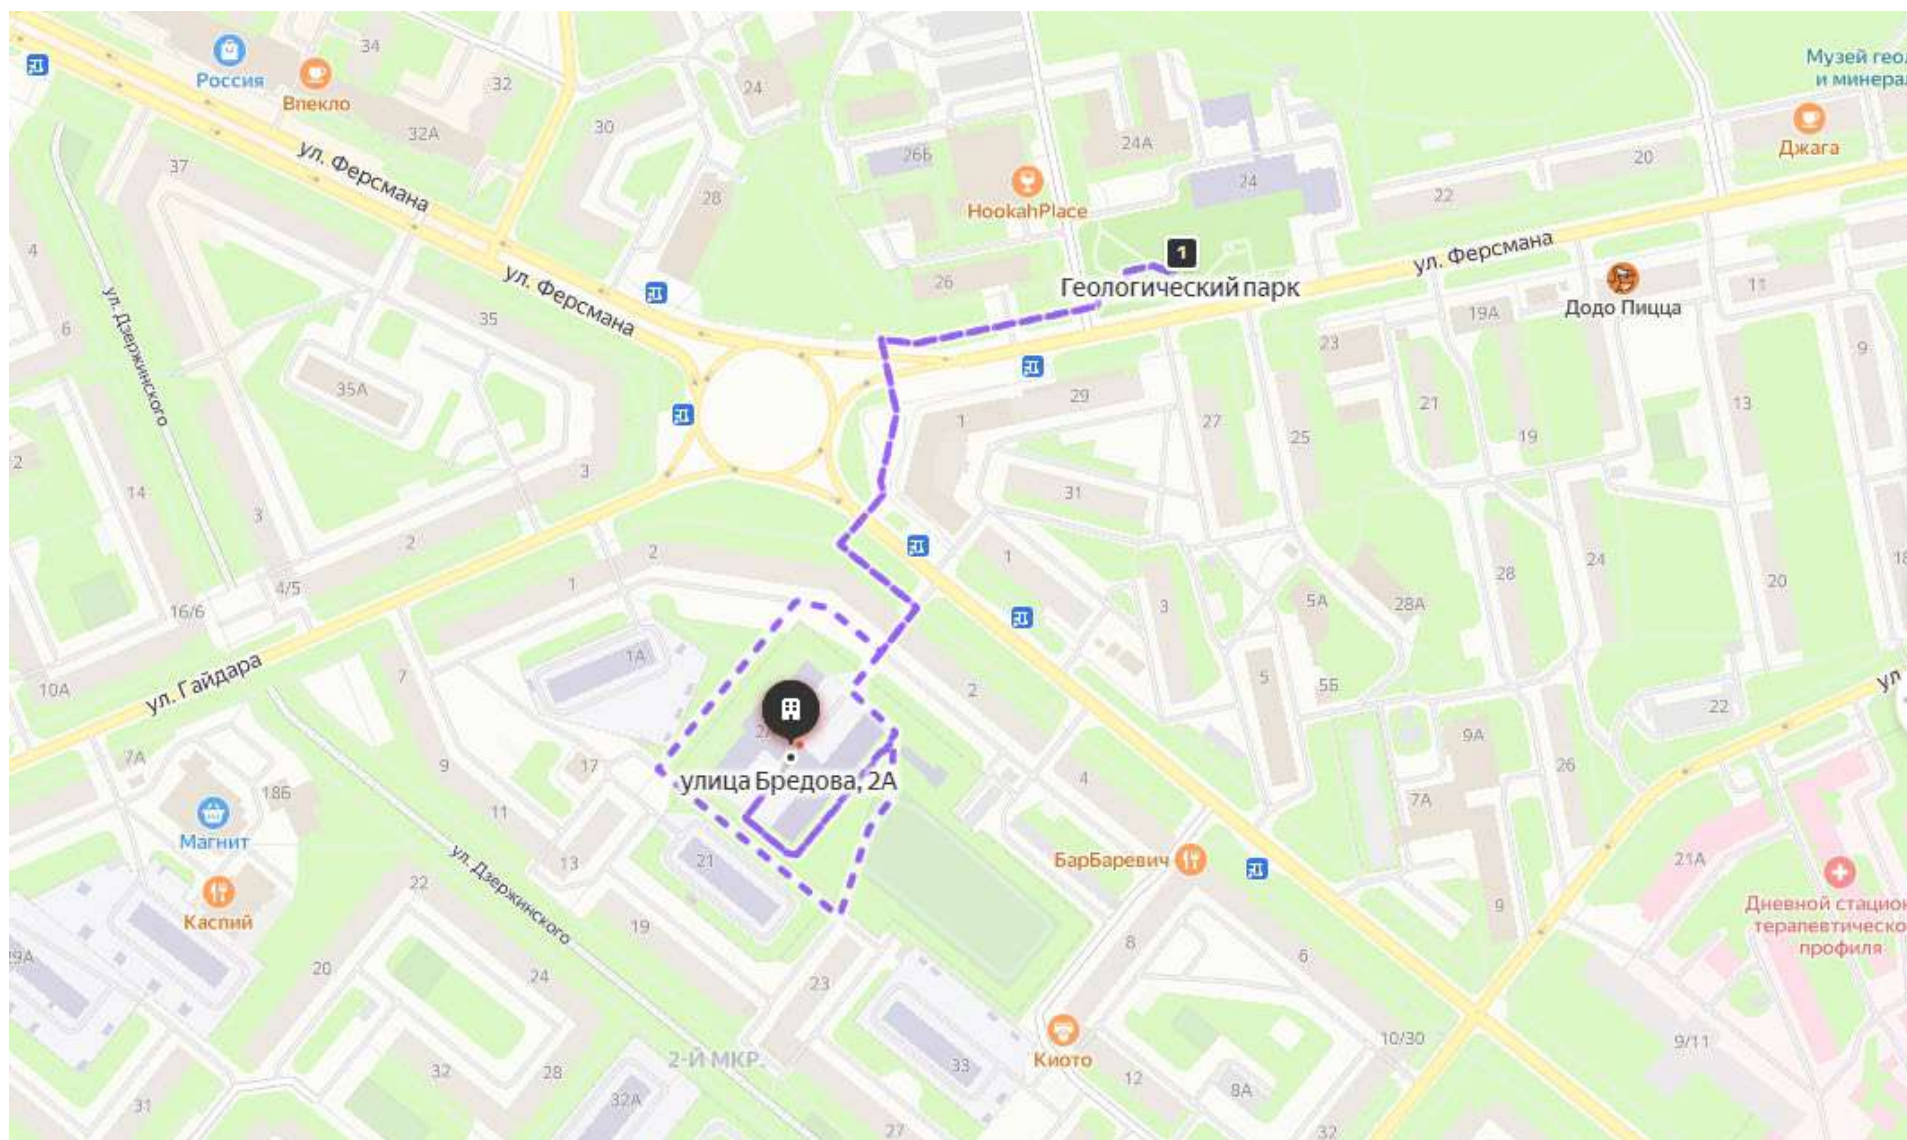 34
Россия
Впекло
32
24
32А
30
37
26Б
24А
Музей гео
и минера
Джага
20
ул. Ферсмана
28
HookahPlace
24
22
4
ул. Ферсмана
1
ул. Ферсмана
26
Геологический парк
Додо Пицца
11
19А
ул. Дзержинского
6
35
23
9
35А
29
1
27
25
21
19
13
2
14
3
3
31
2
2
1
24
28
20
18
4/5
16/6
1
3
5А
28А
1А
10А
ул. Гайдара
7
2
5
5Б
22
ул
7А
9
17
улица Бредова, 2А
4
9А
26
18Б
11
7А
Магнит
ул. Дзержинского
13
21
БарБаревич
21А
22
Каспий
19
9
Дневной стацион
терапевтическо
профиля
8
6
20
24
23
2-Й МКР.
33
Киото
10/30
9/11
32
28
12
8А
31
32А
27
32